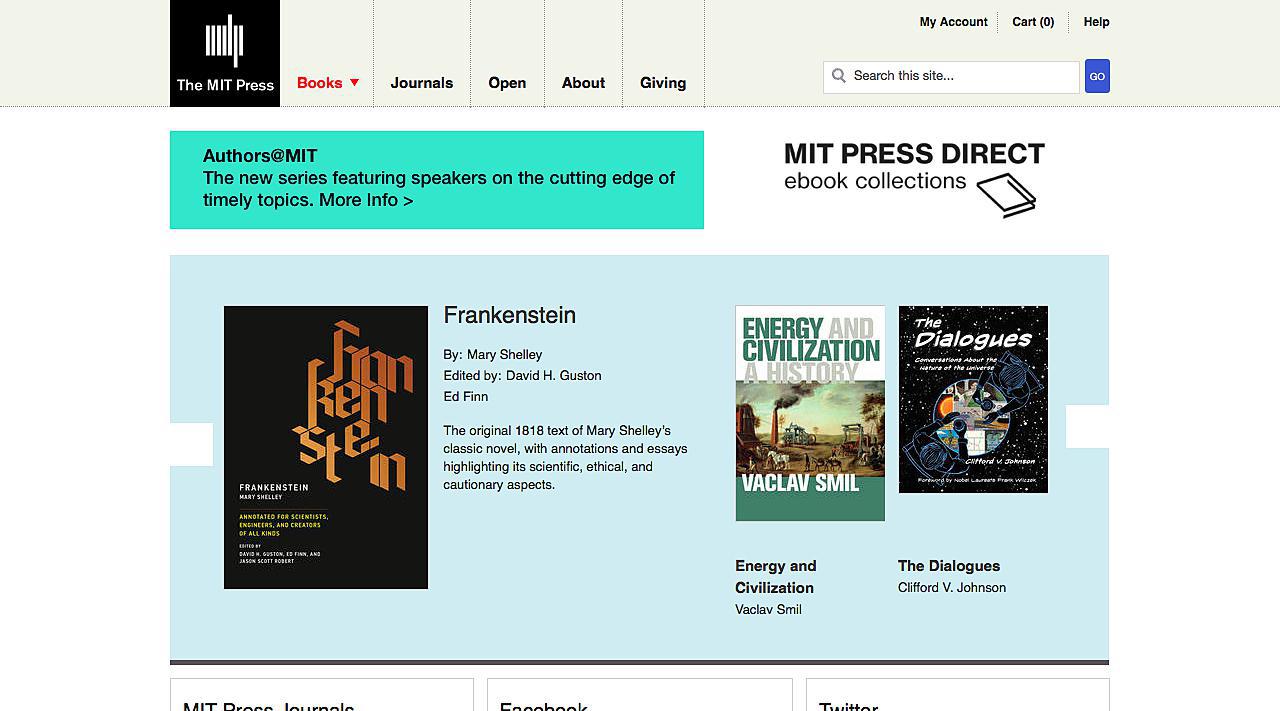 The MIT Press
Books ▼
Journals
Open
About
Giving
My Account
Cart (0)
Help
Search this site...
GO
Authors@MIT
The new series featuring speakers on the cutting edge of
timely topics. More Info >
MIT PRESS DIRECT
ebook collections
Franken-
ste-
in
FRANKENSTEIN
MARY SHELLEY
ANNOTATED FOR SCIENTISTS,
ENGINEERS, AND CREATORS
OF ALL KINDS
EDITED BY
DAVID H. GUSTON, ED FINN, AND
JASON SCOTT ROBERT
Frankenstein
By: Mary Shelley
Edited by: David H. Guston
Ed Finn
The original 1818 text of Mary Shelley's
classic novel, with annotations and essays
highlighting its scientific, ethical, and
cautionary aspects.
ENERGY AND
CIVILIZATION
A HISTORY
VACLAV SMIL
Energy and
Civilization
Vaclav Smil
The
Dialogues
Conversations About the
Nature of the Universe
Clifford V. Johnson
Foreword by Nobel Laureate Frank Wilczek
The Dialogues
Clifford V. Johnson
MIT Press Journals
Facebook
Twitter